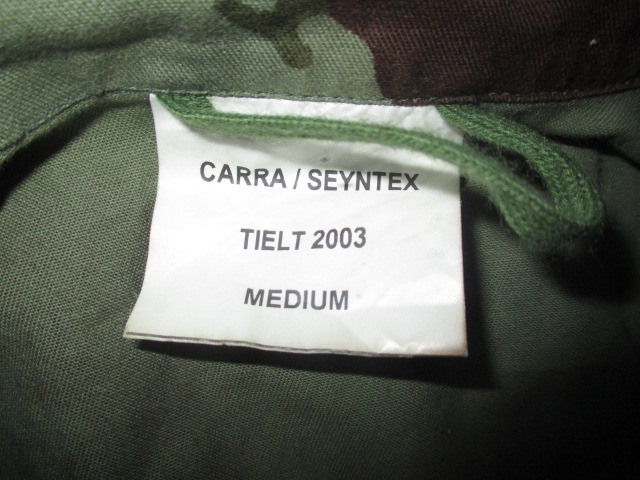 CARRA / SEYNTEX
TIELT 2003
MEDIUM